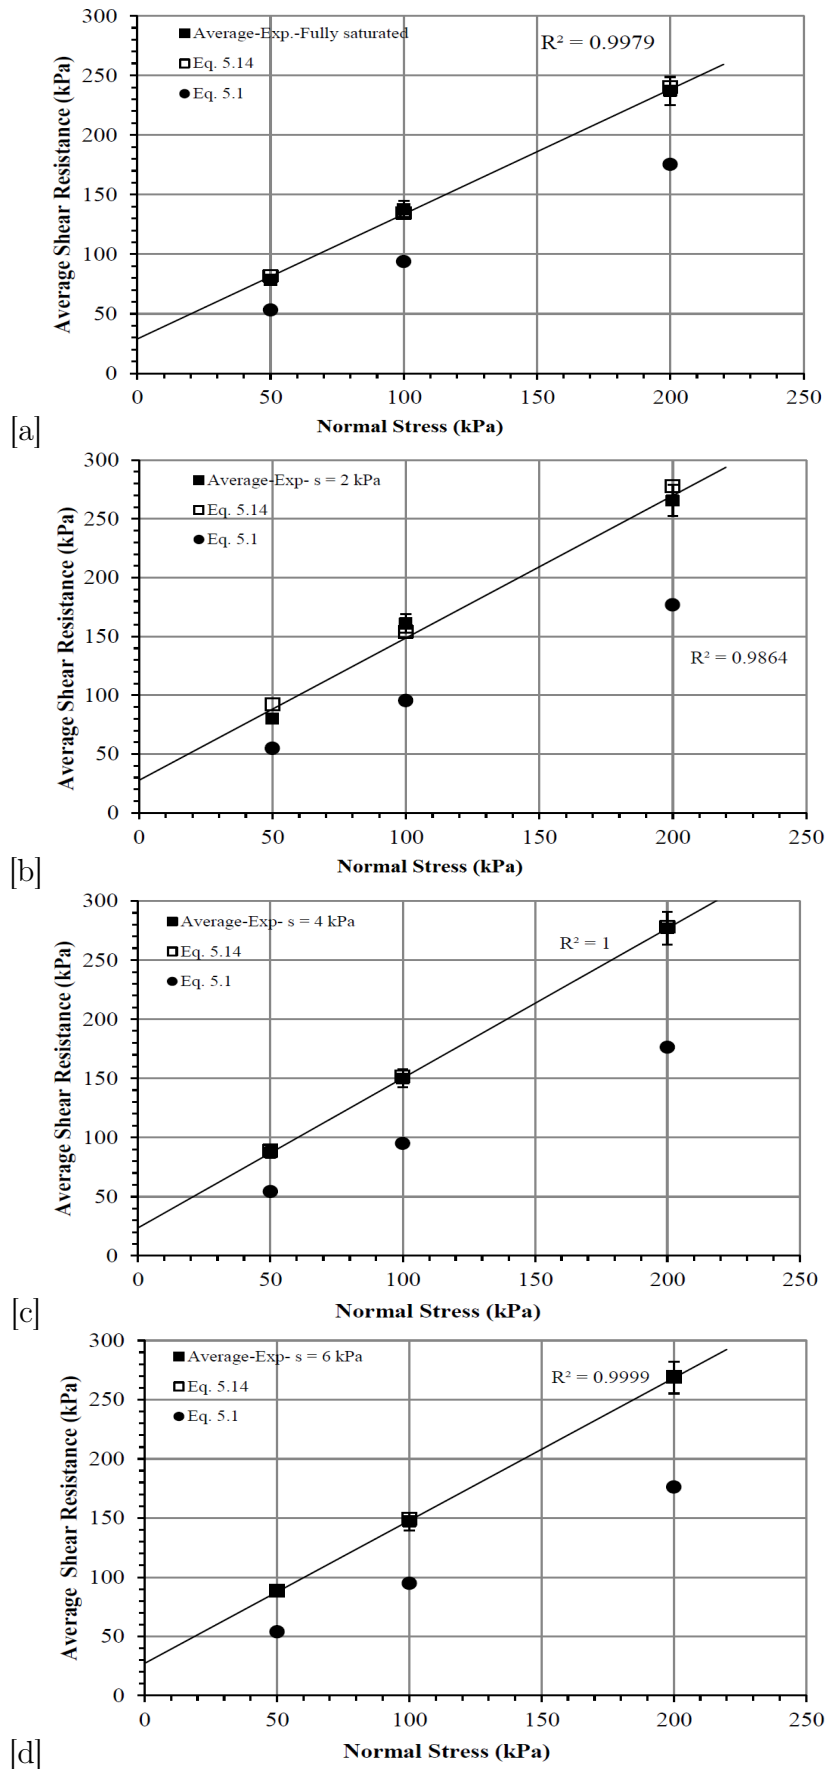 Average-Exp.-Fully saturated
Eq. 5.14
Eq. 5.1
R² = 0.9979
Average Shear Resistance (kPa)
300
250
200
150
100
50
0
0 50 100 150 200 250
Normal Stress (kPa)
[a]
Average-Exp- s = 2 kPa
Eq. 5.14
Eq. 5.1
R² = 0.9864
Average Shear Resistance (kPa)
300
250
200
150
100
50
0
0 50 100 150 200 250
Normal Stress (kPa)
[b]
Average-Exp- s = 4 kPa
Eq. 5.14
Eq. 5.1
R² = 1
Average Shear Resistance (kPa)
300
250
200
150
100
50
0
0 50 100 150 200 250
Normal Stress (kPa)
[c]
Average-Exp- s = 6 kPa
Eq. 5.14
Eq. 5.1
R² = 0.9999
Average Shear Resistance (kPa)
300
250
200
150
100
50
0
0 50 100 150 200 250
Normal Stress (kPa)
[d]